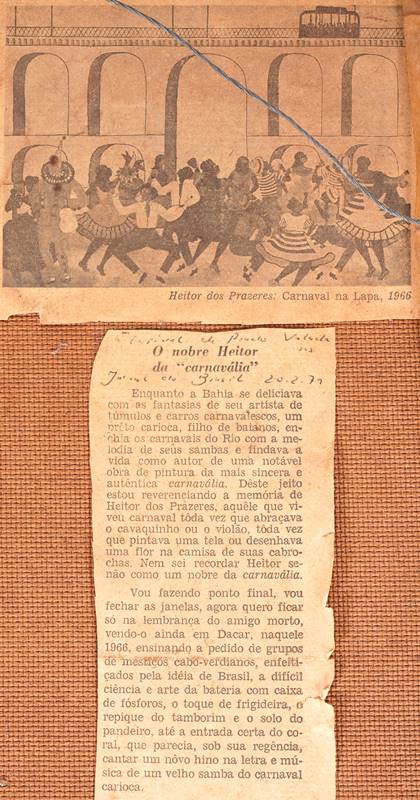 Heitor dos Prazeres: Carnaval na Lapa, 1966
O nobre Heitor
da "carnavália"
Jornal do Brasil 20.2.71
Enquanto a Bahia se deliciava
com as fantasias de seu artista de
túmulos e carros carnavalescos, um
prêto carioca, filho de baianos, en-
chia os carnavais do Rio com a me-
lodia de seus sambas e findava a
vida como autor de uma notável
obra de pintura da mais sincera e
autêntica carnavália. Dêste jeito
estou reverenciando a memória de
Heitor dos Prazeres, aquêle que vi-
veu carnaval tôda vez que abraçava
o cavaquinho ou o violão, tôda vez
que pintava uma tela ou desenhava
uma flor na camisa de suas cabro-
chas. Nem sei recordar Heitor se-
não como um nobre da carnavália.
Vou fazendo ponto final, vou
fechar as janelas, agora quero ficar
só na lembrança do amigo morto,
vendo-o ainda em Dacar, naquele
1966, ensinando a pedido de grupos
de mestiços cabo-verdianos, enfeiti-
çados pela idéia de Brasil, a difícil
ciência e arte da bateria com caixa
de fósforos, o toque de frigideira, o
repique do tamborim e o solo do
pandeiro, até a entrada certa do co-
ral, que parecia, sob sua regência,
cantar um nôvo hino na letra e mú-
sica de um velho samba do carnaval
carioca.